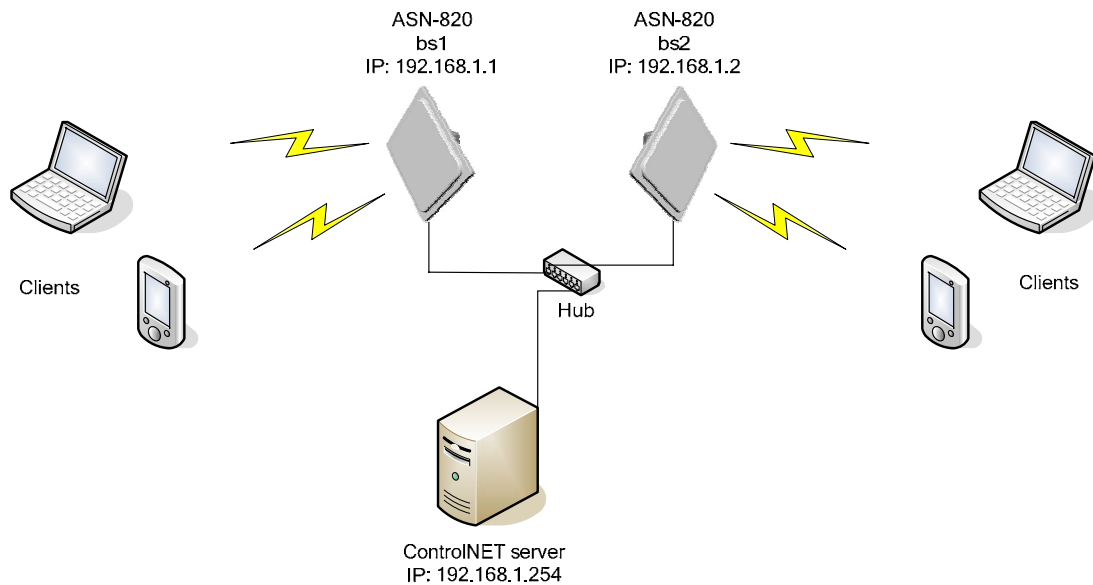 ASN-820
bs1
IP: 192.168.1.1
ASN-820
bs2
IP: 192.168.1.2
Clients
Clients
Hub
ControlNET server
IP: 192.168.1.254